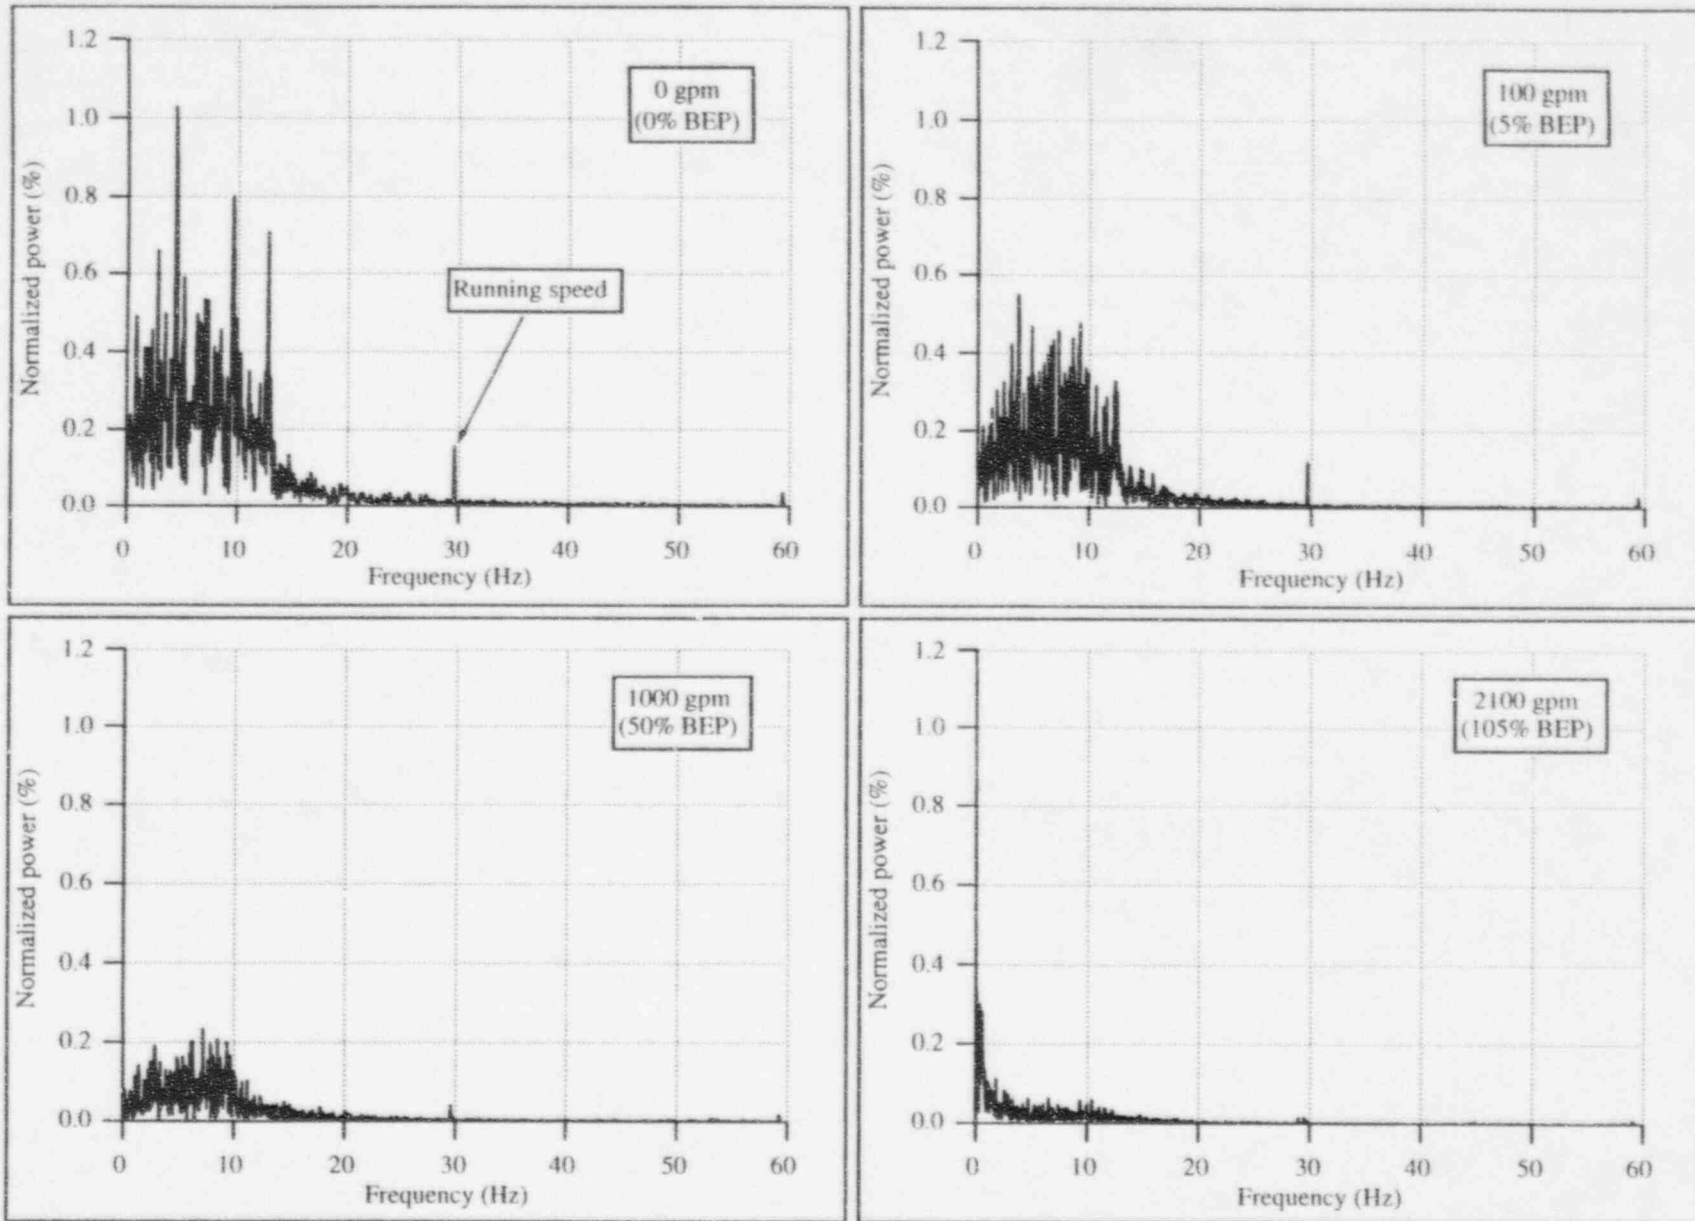 1.2
1.0
0.8
0.6
0.4
0.2
0.0
Normalized power (%)
0 gpm
(0% BEP)
Running speed
0 10 20 30 40 50 60
Frequency (Hz)
1.2
1.0
0.8
0.6
0.4
0.2
0.0
Normalized power (%)
100 gpm
(5% BEP)
0 10 20 30 40 50 60
Frequency (Hz)
1.2
1.0
0.8
0.6
0.4
0.2
0.0
Normalized power (%)
1000 gpm
(50% BEP)
0 10 20 30 40 50 60
Frequency (Hz)
1.2
1.0
0.8
0.6
0.4
0.2
0.0
Normalized power (%)
2100 gpm
(105% BEP)
0 10 20 30 40 50 60
Frequency (Hz)